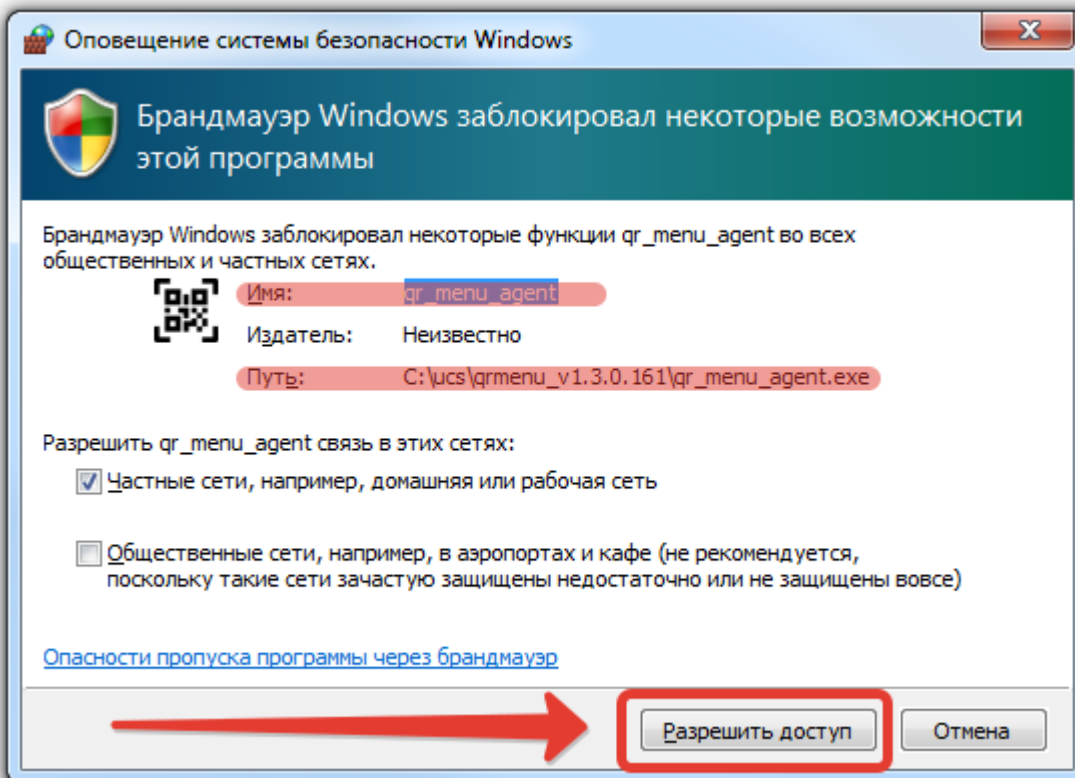 Оповещение системы безопасности Windows
Брандмауэр Windows заблокировал некоторые возможности
этой программы
Брандмауэр Windows заблокировал некоторые функции qr_menu_agent во всех
общественных и частных сетях.
Имя: qr_menu_agent
Издатель: Неизвестно
Путь: C:\ucs\qrmenu_v1.3.0.161\qr_menu_agent.exe
Разрешить qr_menu_agent связь в этих сетях:
Частные сети, например, домашняя или рабочая сеть
Общественные сети, например, в аэропортах и кафе (не рекомендуется,
поскольку такие сети зачастую защищены недостаточно или не защищены вовсе)
Опасности пропуска программы через брандмауэр
Разрешить доступ Отмена